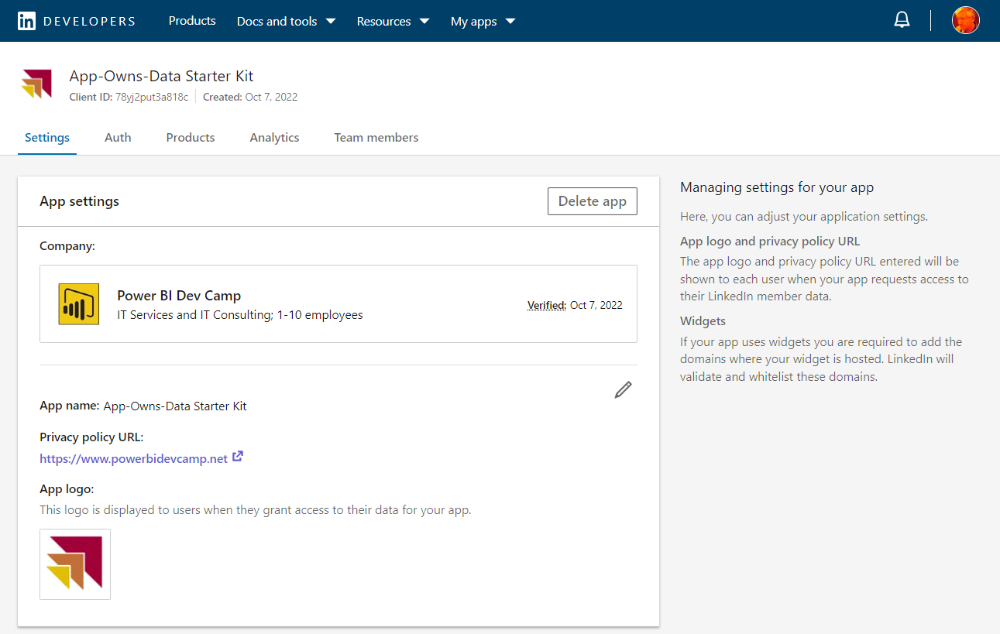 in DEVELOPERS Products Docs and tools Resources My apps
App-Owns-Data Starter Kit
Client ID: 78yj2put3a818c Created: Oct 7, 2022
Settings Auth Products Analytics Team members
App settings Delete app
Company:
Power BI Dev Camp
IT Services and IT Consulting; 1-10 employees
Verified: Oct 7, 2022
App name: App-Owns-Data Starter Kit
Privacy policy URL:
https://www.powerbidevcamp.net
App logo:
This logo is displayed to users when they grant access to their data for your app.
Managing settings for your app
Here, you can adjust your application settings.
App logo and privacy policy URL
The app logo and privacy policy URL entered will be
shown to each user when your app requests access to
their LinkedIn member data.
Widgets
If your app uses widgets you are required to add the
domains where your widget is hosted. LinkedIn will
validate and whitelist these domains.